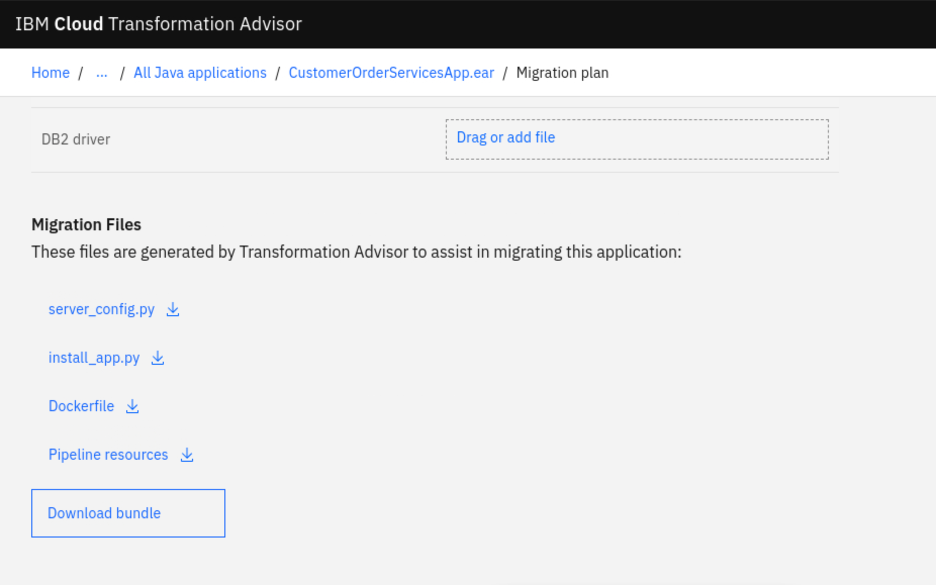 IBM Cloud Transformation Advisor
Home / ... / All Java applications / CustomerOrderServicesApp.ear / Migration plan
DB2 driver Drag or add file
Migration Files
These files are generated by Transformation Advisor to assist in migrating this application:
server_config.py
install_app.py
Dockerfile
Pipeline resources
Download bundle